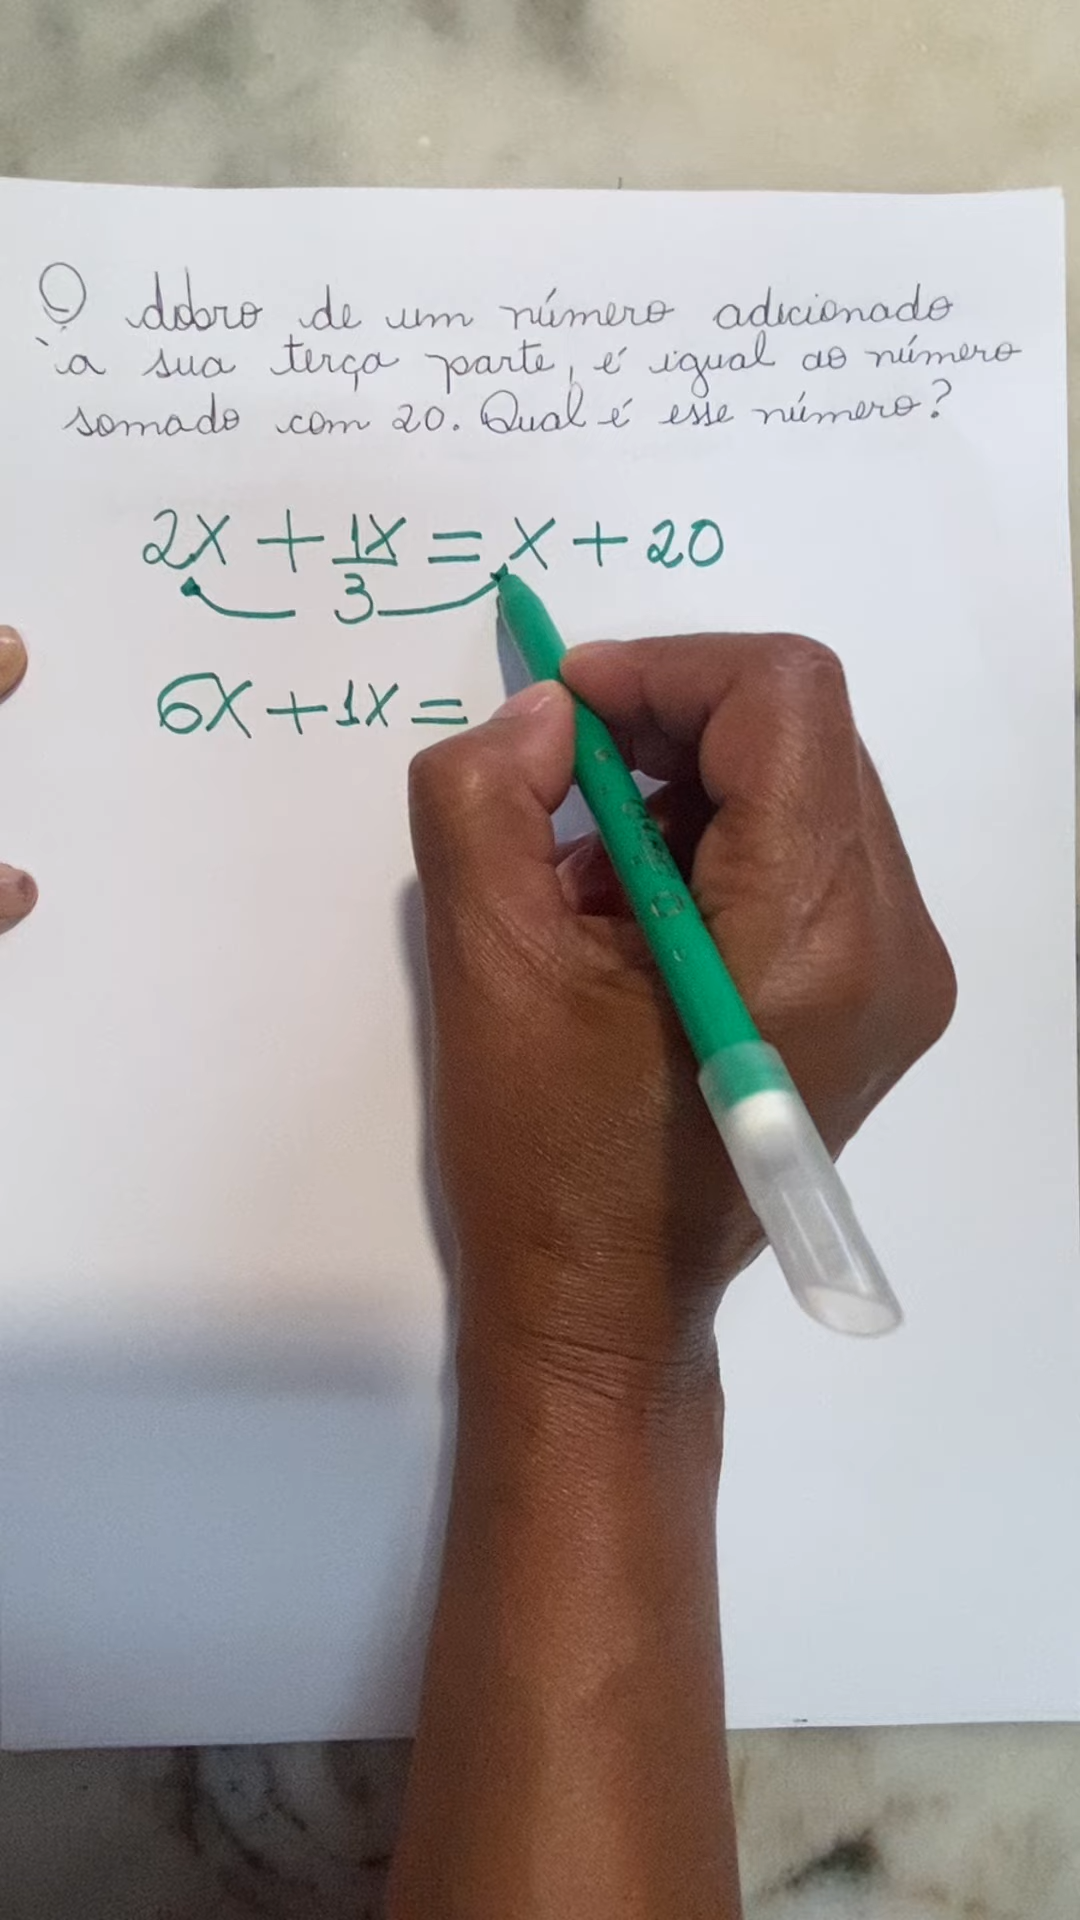 O dobro de um número adicionado
à sua terça parte, é igual ao número
somado com 20. Qual é esse número?
2x + 1x/3 = x + 20
6x + 1x =